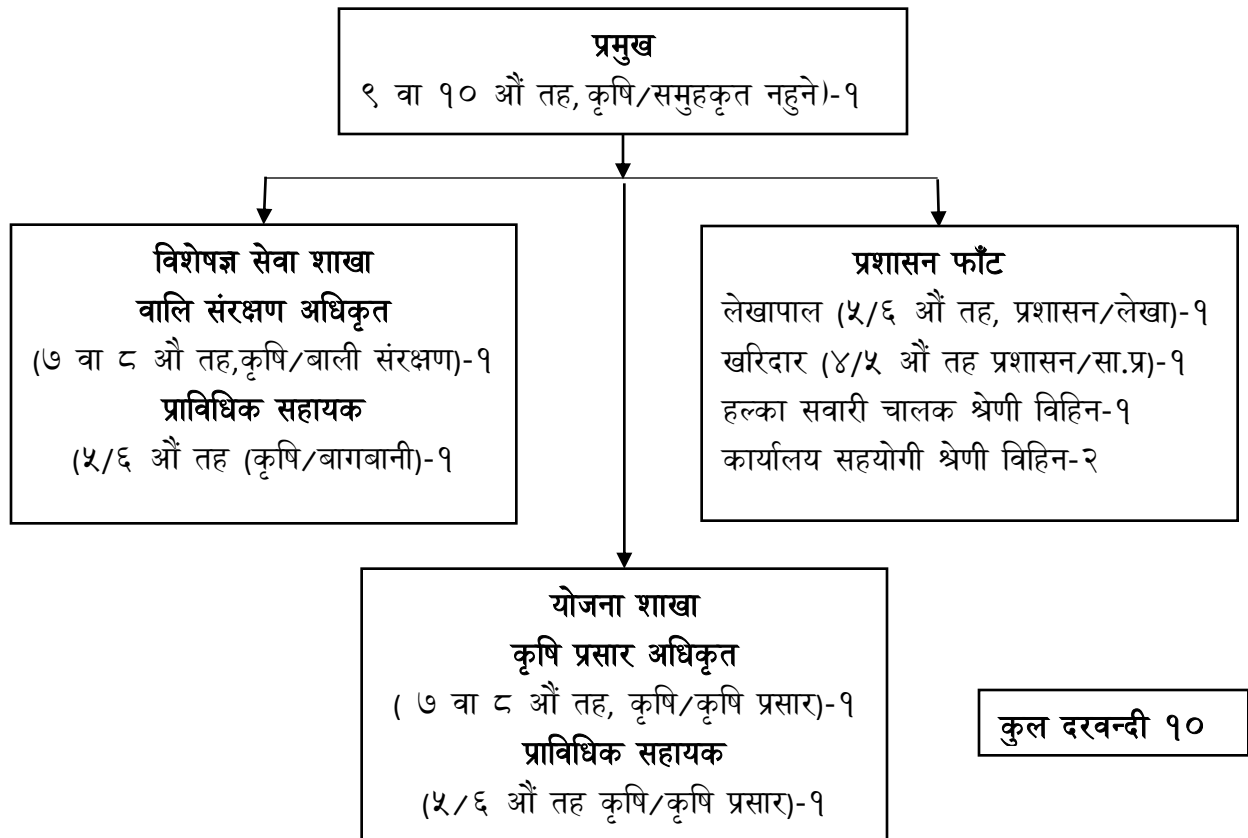 प्रमुख
९ वा १० औं तह, कृषि/समुहकृत नहुने)-१
विशेषज्ञ सेवा शाखा
वालि संरक्षण अधिकृत
(७ वा ८ औ तह,कृषि/बाली संरक्षण)-१
प्राविधिक सहायक
(५/६ औं तह (कृषि/बागबानी)-१
प्रशासन फाँट
लेखापाल (५/६ औं तह, प्रशासन/लेखा)-१
खरिदार (४/५ औं तह प्रशासन/सा.प्र)-१
हल्का सवारी चालक श्रेणी विहिन-१
कार्यालय सहयोगी श्रेणी विहिन-२
योजना शाखा
कृषि प्रसार अधिकृत
( ७ वा ८ औं तह, कृषि/कृषि प्रसार)-१
प्राविधिक सहायक
(५/६ औं तह कृषि/कृषि प्रसार)-१
कुल दरवन्दी १०